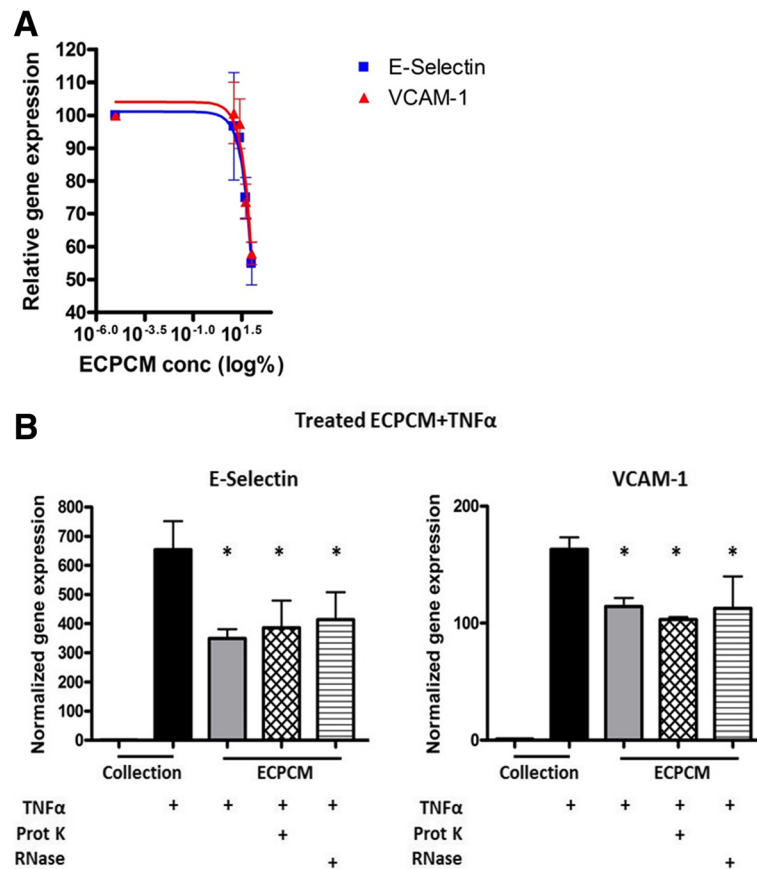 A
Relative gene expression
120
110
100
90
80
70
60
50
40
10-6.0 10-3.5 10-1.0 101.5
ECPCM conc (log%)
E-Selectin
VCAM-1
B
Treated ECPCM+TNFα
E-Selectin
Normalized gene expression
800
700
600
500
400
300
200
100
0
* * *
Collection ECPCM
TNFα + + + +
Prot K +
RNase +
VCAM-1
Normalized gene expression
200
100
0
* * *
Collection ECPCM
TNFα + + + +
Prot K +
RNase +